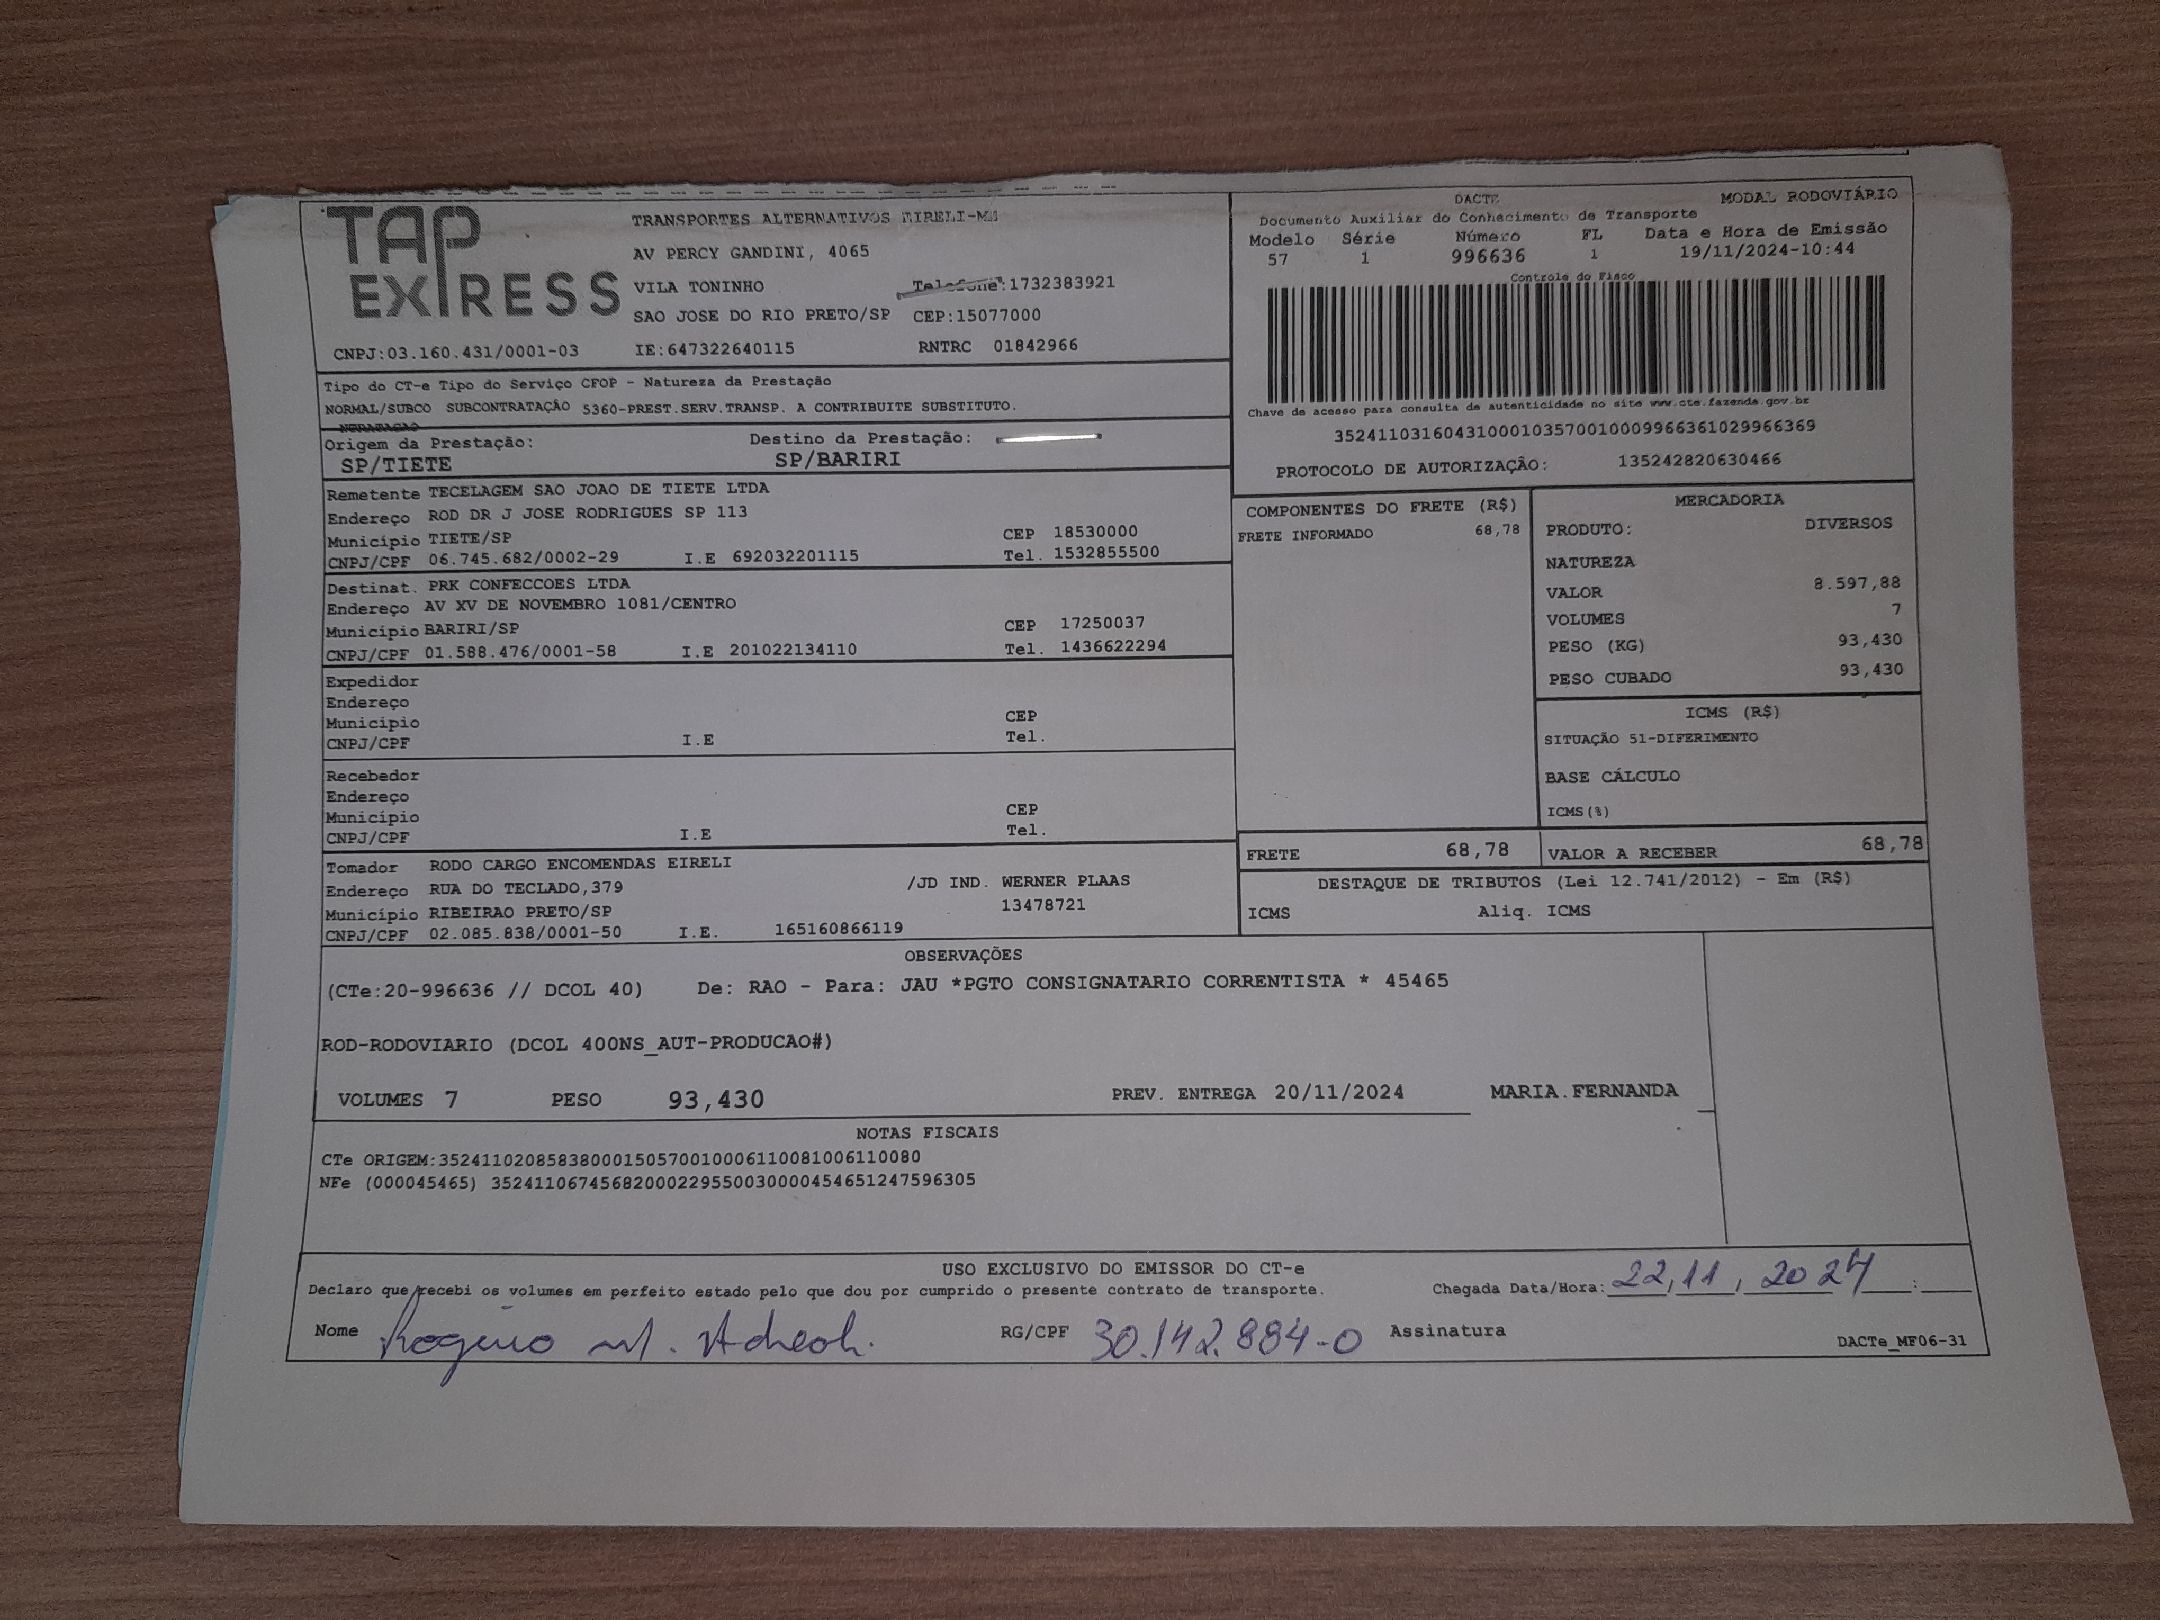 TAP EXPRESS
TRANSPORTES ALTERNATIVOS EIRELI-ME
AV PERCY GANDINI, 4065
VILA TONINHO Telefone:1732383921
SAO JOSE DO RIO PRETO/SP CEP:15077000
CNPJ:03.160.431/0001-03 IE:647322640115 RNTRC 01842966
DACTE MODAL RODOVIÁRIO
Documento Auxiliar do Conhecimento de Transporte
Modelo Série Número FL Data e Hora de Emissão
57 1 996636 1 19/11/2024-10:44
Controle do Fisco
Chave de acesso para consulta de autenticidade no site www.cte.fazenda.gov.br
35241103160431000103570010009966361029966369
PROTOCOLO DE AUTORIZAÇÃO: 135242820630466
Tipo do CT-e Tipo do Serviço CFOP - Natureza da Prestação
NORMAL/SUBCO SUBCONTRATAÇÃO 5360-PREST.SERV.TRANSP. A CONTRIBUITE SUBSTITUTO.
NTRATACAO
Origem da Prestação: Destino da Prestação:
SP/TIETE SP/BARIRI
Remetente TECELAGEM SAO JOAO DE TIETE LTDA
Endereço ROD DR J JOSE RODRIGUES SP 113
Município TIETE/SP CEP 18530000
CNPJ/CPF 06.745.682/0002-29 I.E 692032201115 Tel. 1532855500
Destinat. PRK CONFECCOES LTDA
Endereço AV XV DE NOVEMBRO 1081/CENTRO
Município BARIRI/SP CEP 17250037
CNPJ/CPF 01.588.476/0001-58 I.E 201022134110 Tel. 1436622294
Expedidor
Endereço
Município CEP
CNPJ/CPF I.E Tel.
Recebedor
Endereço
Município CEP
CNPJ/CPF I.E Tel.
Tomador RODO CARGO ENCOMENDAS EIRELI
Endereço RUA DO TECLADO,379 /JD IND. WERNER PLAAS
Município RIBEIRAO PRETO/SP 13478721
CNPJ/CPF 02.085.838/0001-50 I.E. 165160866119
COMPONENTES DO FRETE (R$)
FRETE INFORMADO 68,78
MERCADORIA
PRODUTO: DIVERSOS
NATUREZA
VALOR 8.597,88
VOLUMES 7
PESO (KG) 93,430
PESO CUBADO 93,430
ICMS (R$)
SITUAÇÃO 51-DIFERIMENTO
BASE CÁLCULO
ICMS(%)
FRETE 68,78 VALOR A RECEBER 68,78
DESTAQUE DE TRIBUTOS (Lei 12.741/2012) - Em (R$)
ICMS Aliq. ICMS
OBSERVAÇÕES
(CTe:20-996636 // DCOL 40) De: RAO - Para: JAU *PGTO CONSIGNATARIO CORRENTISTA * 45465
ROD-RODOVIARIO (DCOL 400NS_AUT-PRODUCAO#)
VOLUMES 7 PESO 93,430 PREV. ENTREGA 20/11/2024 MARIA.FERNANDA
NOTAS FISCAIS
CTe ORIGEM:35241102085838000150570010006110081006110080
NFe (000045465) 35241106745682000229550030000454651247596305
USO EXCLUSIVO DO EMISSOR DO CT-e
Declaro que recebi os volumes em perfeito estado pelo que dou por cumprido o presente contrato de transporte. Chegada Data/Hora: 22,11,2024 :
Nome Rogerio M. RG/CPF 30.142.884-0 Assinatura
DACTe_MF06-31